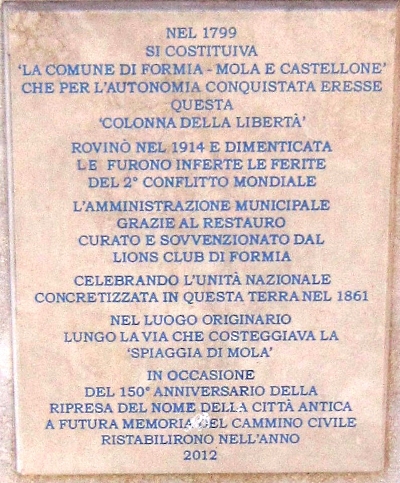 NEL 1799
SI COSTITUIVA
‘LA COMUNE DI FORMIA - MOLA E CASTELLONE’
CHE PER L'AUTONOMIA CONQUISTATA ERESSE
QUESTA
‘COLONNA DELLA LIBERTÀ’
ROVINÒ NEL 1914 E DIMENTICATA
LE FURONO INFERTE LE FERITE
DEL 2° CONFLITTO MONDIALE
L'AMMINISTRAZIONE MUNICIPALE
GRAZIE AL RESTAURO
CURATO E SOVVENZIONATO DAL
LIONS CLUB DI FORMIA
CELEBRANDO L'UNITÀ NAZIONALE
CONCRETIZZATA IN QUESTA TERRA NEL 1861
NEL LUOGO ORIGINARIO
LUNGO LA VIA CHE COSTEGGIAVA LA
‘SPIAGGIA DI MOLA’
IN OCCASIONE
DEL 150° ANNIVERSARIO DELLA
RIPRESA DEL NOME DELLA CITTÀ ANTICA
A FUTURA MEMORIA DEL CAMMINO CIVILE
RISTABILIRONO NELL'ANNO
2012